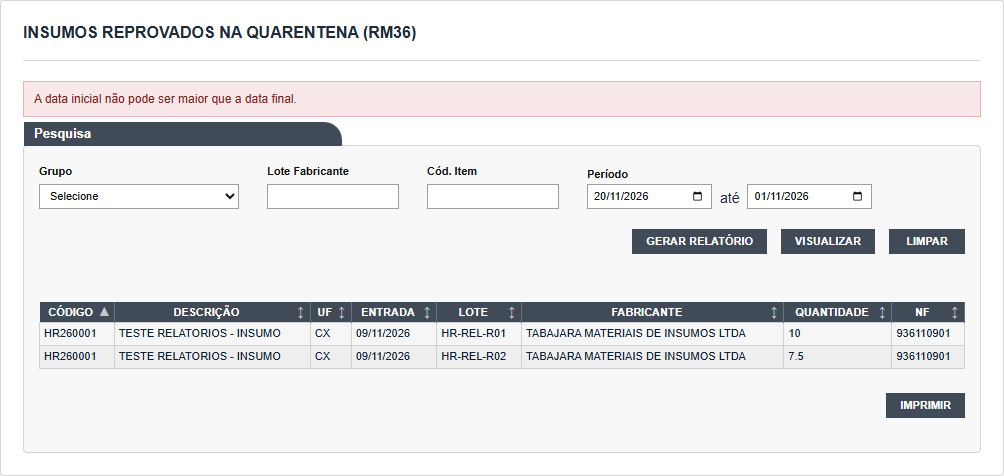 INSUMOS REPROVADOS NA QUARENTENA (RM36)
A data inicial não pode ser maior que a data final.
Pesquisa
Grupo Lote Fabricante Cód. Item Período
Selecione 20/11/2026 até 01/11/2026
GERAR RELATÓRIO VISUALIZAR LIMPAR
CÓDIGO DESCRIÇÃO UF ENTRADA LOTE FABRICANTE QUANTIDADE NF
HR260001 TESTE RELATORIOS - INSUMO CX 09/11/2026 HR-REL-R01 TABAJARA MATERIAIS DE INSUMOS LTDA 10 936110901
HR260001 TESTE RELATORIOS - INSUMO CX 09/11/2026 HR-REL-R02 TABAJARA MATERIAIS DE INSUMOS LTDA 7.5 936110901
IMPRIMIR